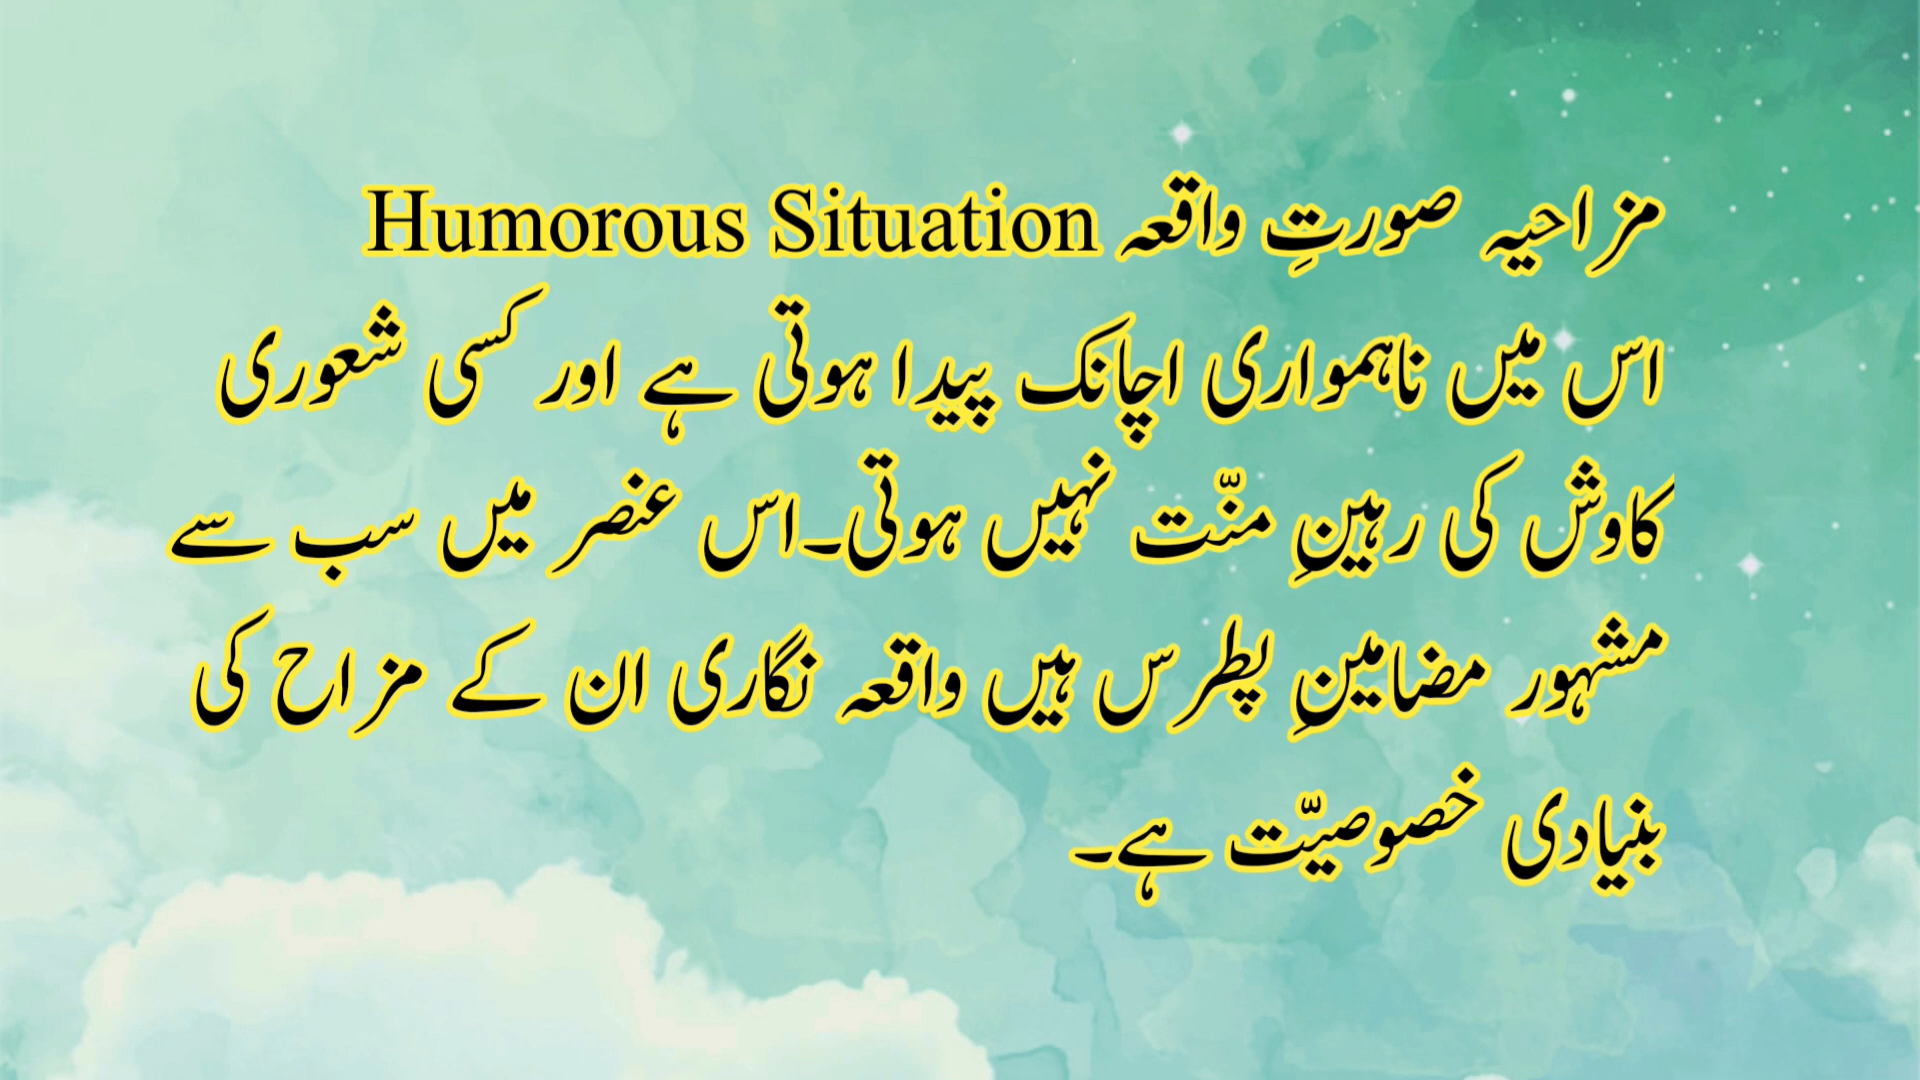 مزاحیہ صورتِ واقعہ Humorous Situation
اس میں ناہمواری اچانک پیدا ہوتی ہے اور کسی شعوری
کاوش کی رہینِ منّت نہیں ہوتی۔اس عنصر میں سب سے
مشہور مضامینِ پطرس ہیں واقعہ نگاری ان کے مزاح کی
بنیادی خصوصیّت ہے۔